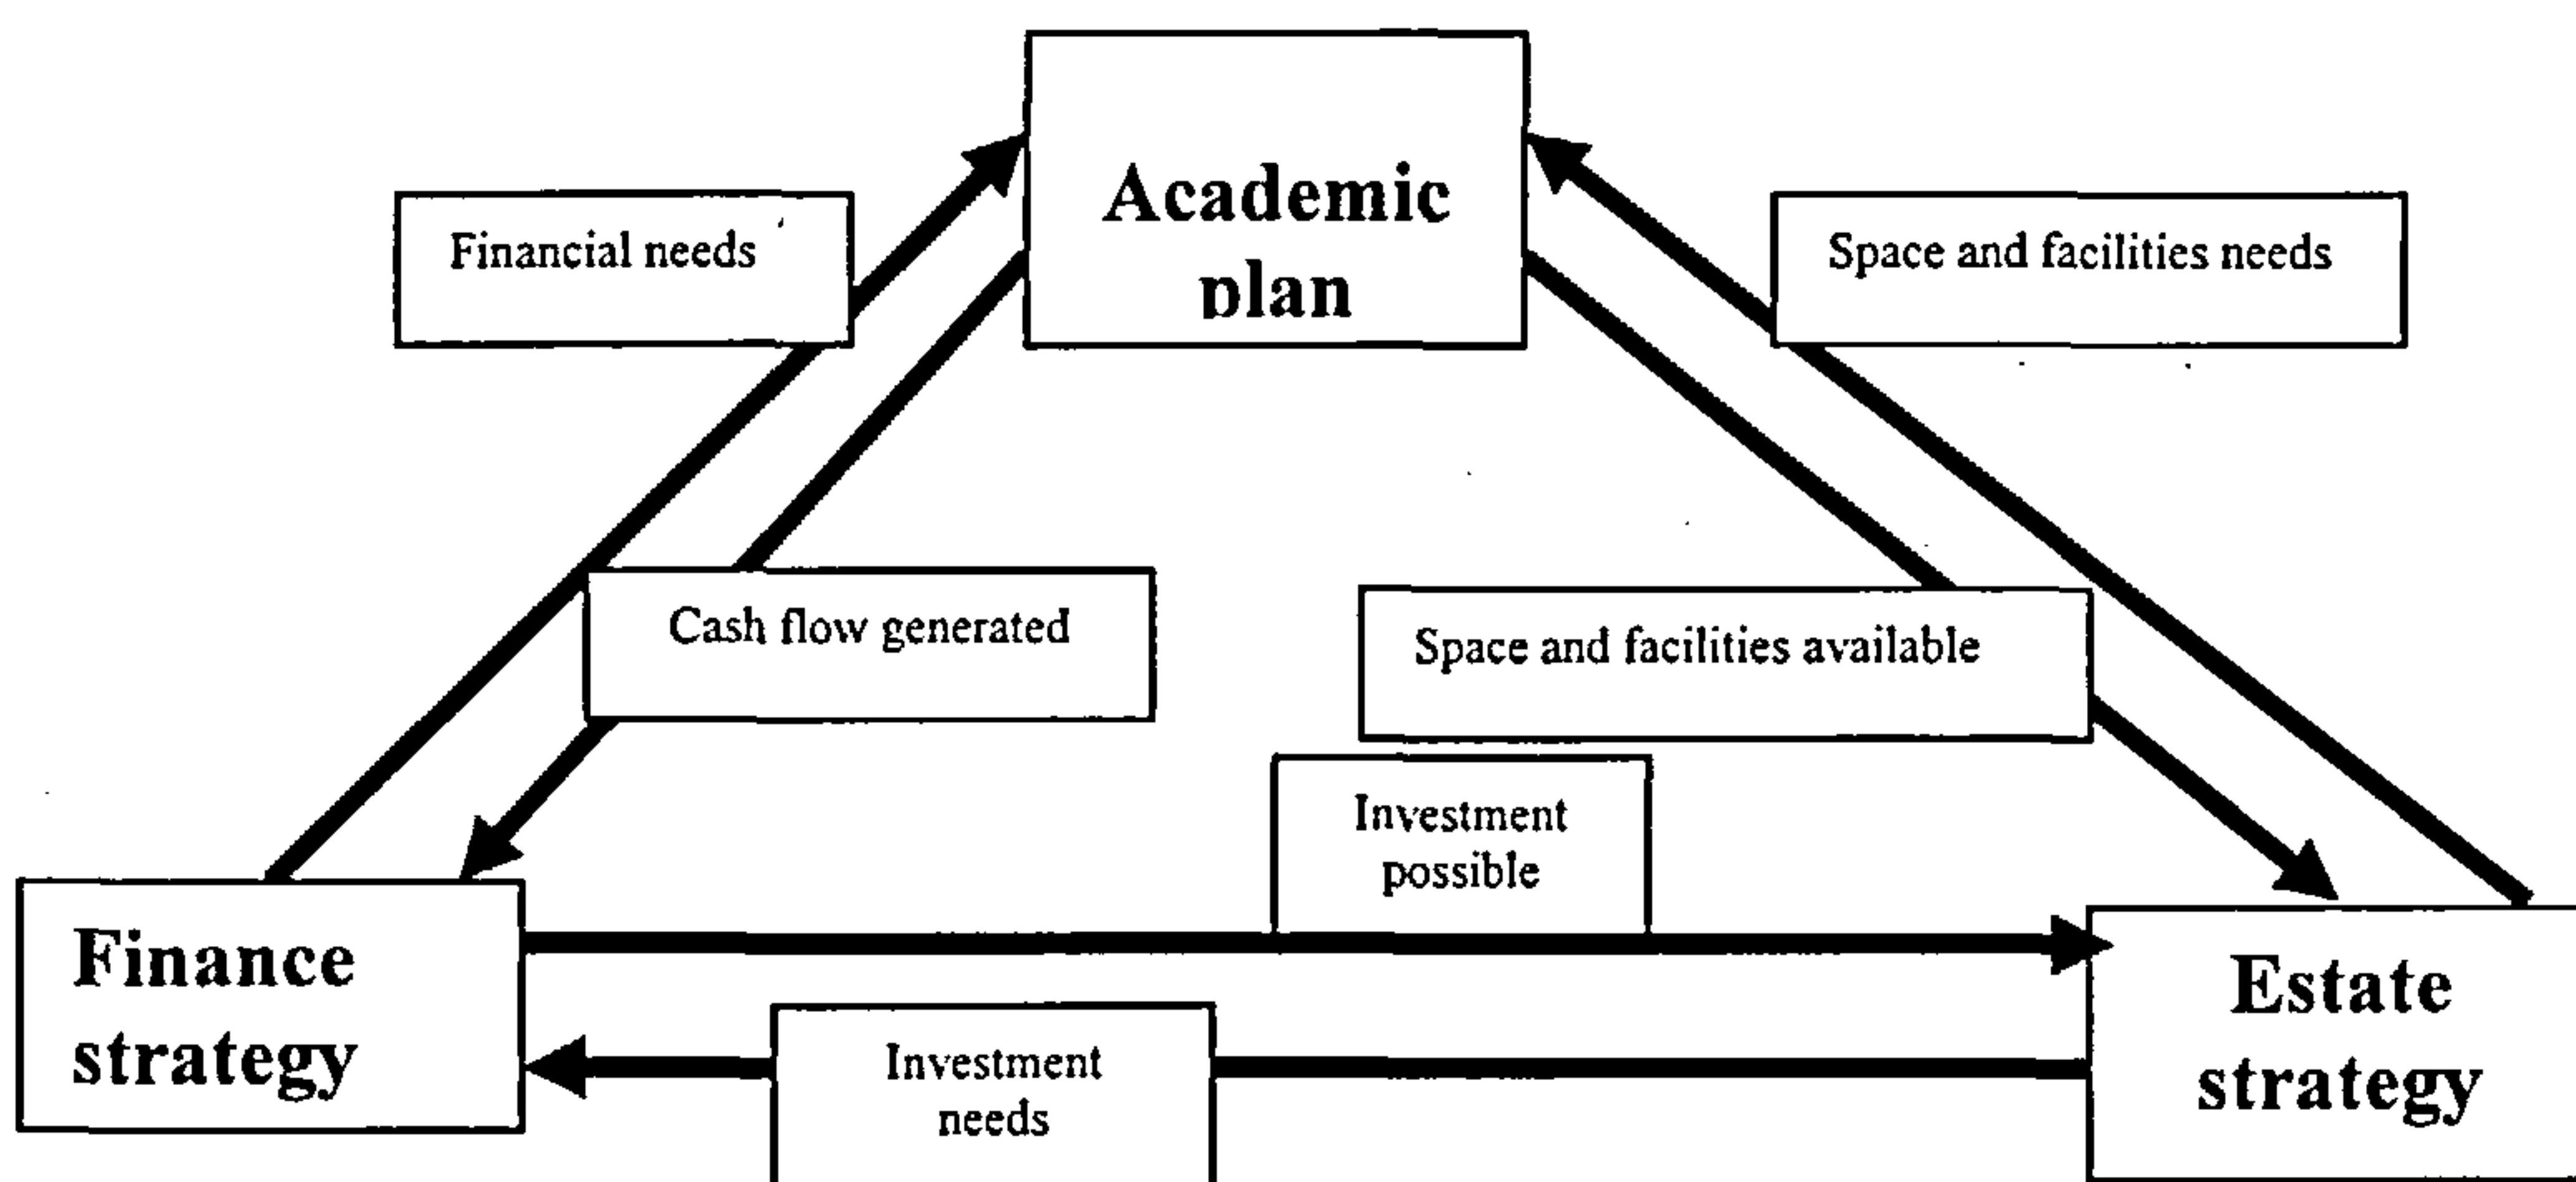 Academic
plan
Financial needs
Space and facilities needs
Cash flow generated
Space and facilities available
Investment
possible
Finance
strategy
Estate
strategy
Investment
needs